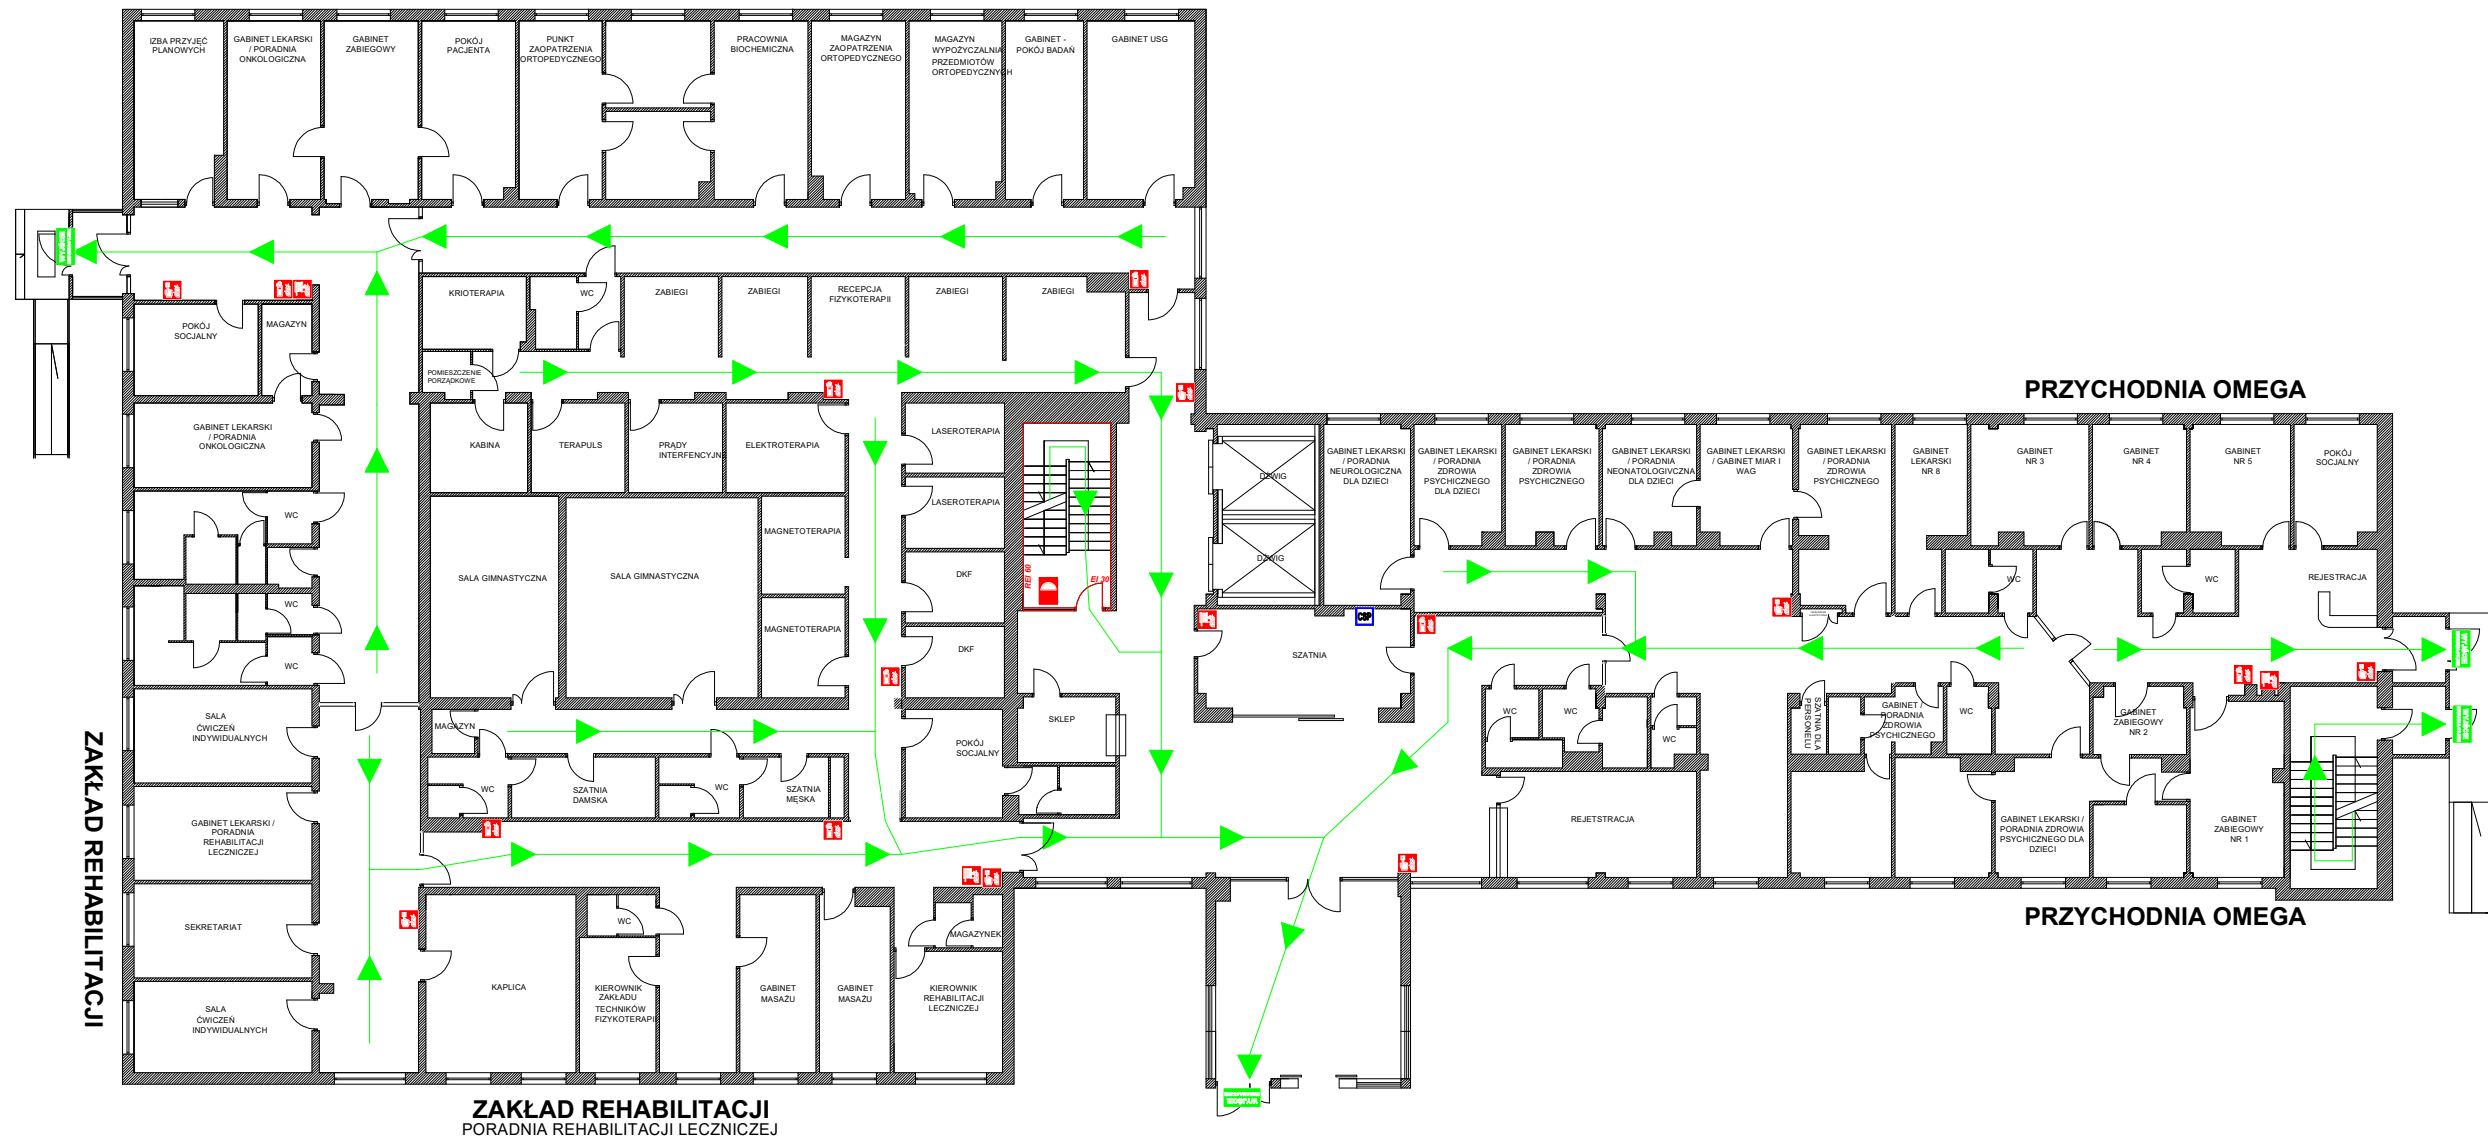 IZBA PRZYJĘĆ
PLANOWYCH
GABINET LEKARSKI
/ PORADNIA
ONKOLOGICZNA
GABINET
ZABIEGOWY
POKÓJ
PACJENTA
PUNKT
ZAOPATRZENIA
ORTOPEDYCZNEGO
PRACOWNIA
BIOCHEMICZNA
MAGAZYN
ZAOPATRZENIA
ORTOPEDYCZNEGO
MAGAZYN
WYPOŻYCZALNIA
PRZEDMIOTÓW
ORTOPEDYCZNYCH
GABINET -
POKÓJ BADAŃ
GABINET USG
KRIOTERAPIA
WC
ZABIEGI
ZABIEGI
RECEPCJA
FIZYKOTERAPII
ZABIEGI
ZABIEGI
POKÓJ
SOCJALNY
MAGAZYN
POMIESZCZENIE
PORZĄDKOWE
PRZYCHODNIA OMEGA
GABINET LEKARSKI
/ PORADNIA
ONKOLOGICZNA
KABINA
TERAPULS
PRĄDY
INTERFENCYJNE
ELEKTROTERAPIA
LASEROTERAPIA
LASEROTERAPIA
DKF
DKF
DŹWIG
DŹWIG
GABINET LEKARSKI
/ PORADNIA
NEUROLOGICZNA
DLA DZIECI
GABINET LEKARSKI
/ PORADNIA
ZDROWIA
PSYCHICZNEGO
DLA DZIECI
GABINET LEKARSKI
/ PORADNIA
ZDROWIA
PSYCHICZNEGO
GABINET LEKARSKI
/ PORADNIA
NEONATOLOGIVCZNA
DLA DZIECI
GABINET LEKARSKI
/ GABINET MIAR I
WAG
GABINET LEKARSKI
/ PORADNIA
ZDROWIA
PSYCHICZNEGO
GABINET
LEKARSKI
NR 8
GABINET
NR 3
GABINET
NR 4
GABINET
NR 5
POKÓJ
SOCJALNY
WC
WC
WC
SALA GIMNASTYCZNA
SALA GIMNASTYCZNA
MAGNETOTERAPIA
MAGNETOTERAPIA
REI 60
EI 30
CSP
SZATNIA
WC
WC
REJESTRACJA
SALA
ĆWICZEŃ
INDYWIDUALNYCH
MAGAZYN
POKÓJ
SOCJALNY
SKLEP
WC
WC
WC
SZATNIA DLA
PERSONELU
GABINET /
PORADNIA
ZDROWIA
PSYCHICZNEGO
WC
GABINET
ZABIEGOWY
NR 2
WC
SZATNIA
DAMSKA
WC
SZATNIA
MĘSKA
GABINET LEKARSKI /
PORADNIA
REHABILITACJI
LECZNICZEJ
REJETSTRACJA
GABINET LEKARSKI /
PORADNIA ZDROWIA
PSYCHICZNEGO DLA
DZIECI
GABINET
ZABIEGOWY
NR 1
ZAKŁAD REHABILITACJI
SEKRETARIAT
WC
MAGAZYNEK
PRZYCHODNIA OMEGA
SALA
ĆWICZEŃ
INDYWIDUALNYCH
KAPLICA
KIEROWNIK
ZAKŁADU
TECHNIKÓW
FIZYKOTERAPII
GABINET
MASAŻU
GABINET
MASAŻU
KIEROWNIK
REHABILITACJI
LECZNICZEJ
ZAKŁAD REHABILITACJI
PORADNIA REHABILITACJI LECZNICZEJ